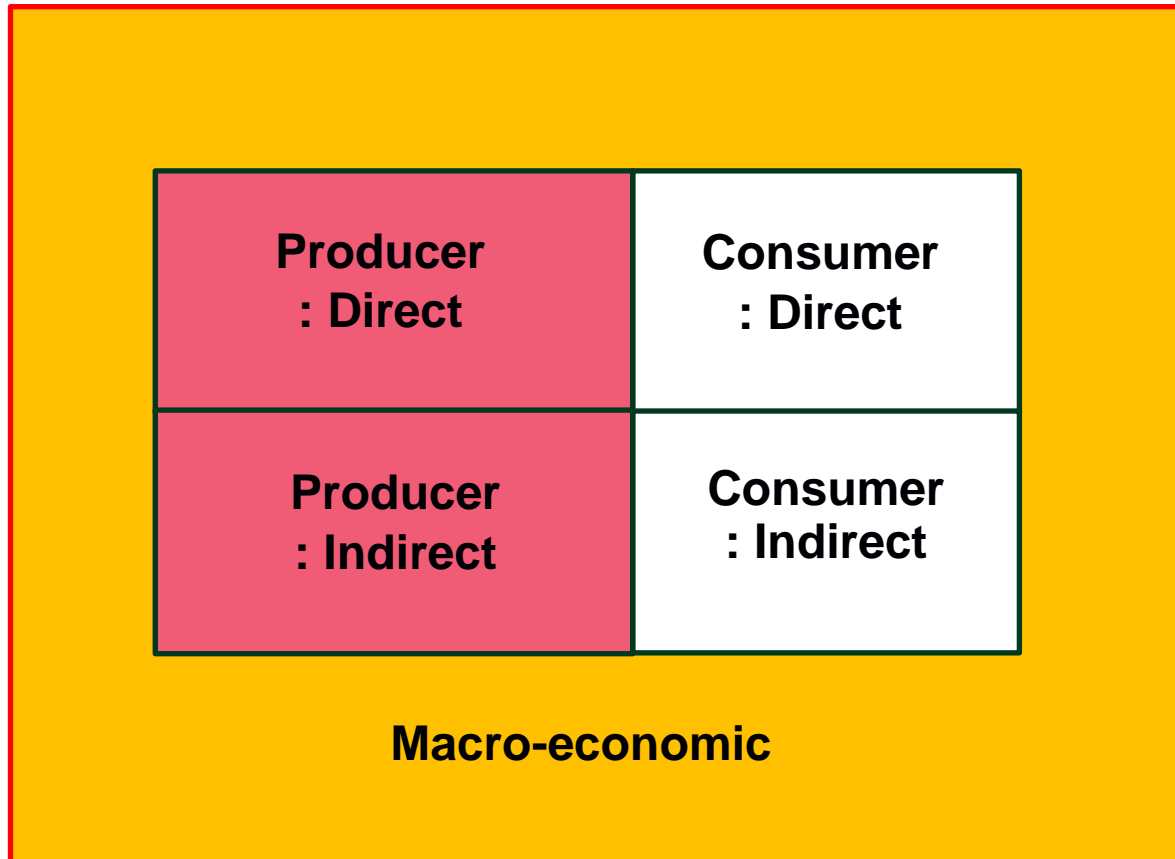 Producer
: Direct
Consumer
: Direct
Producer
: Indirect
Consumer
: Indirect
Macro-economic